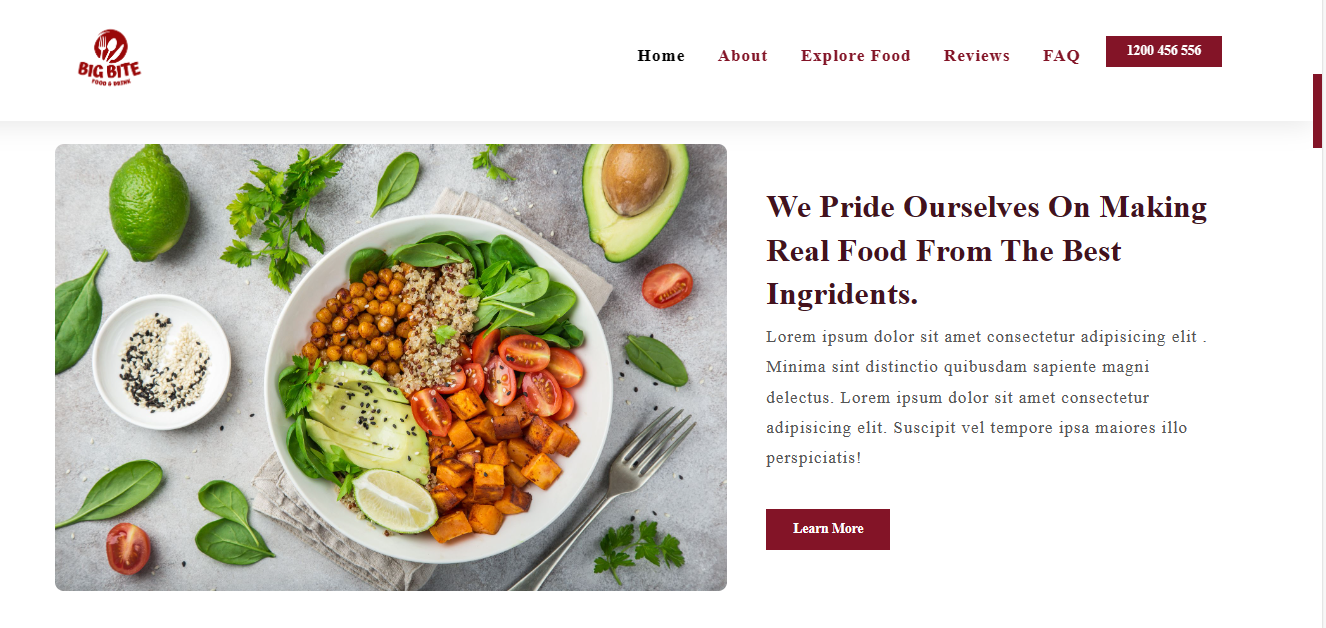 BIG BITE
FOOD & DRINK
Home About Explore Food Reviews FAQ 1200 456 556
We Pride Ourselves On Making
Real Food From The Best
Ingridents.
Lorem ipsum dolor sit amet consectetur adipisicing elit .
Minima sint distinctio quibusdam sapiente magni
delectus. Lorem ipsum dolor sit amet consectetur
adipisicing elit. Suscipit vel tempore ipsa maiores illo
perspiciatis!
Learn More